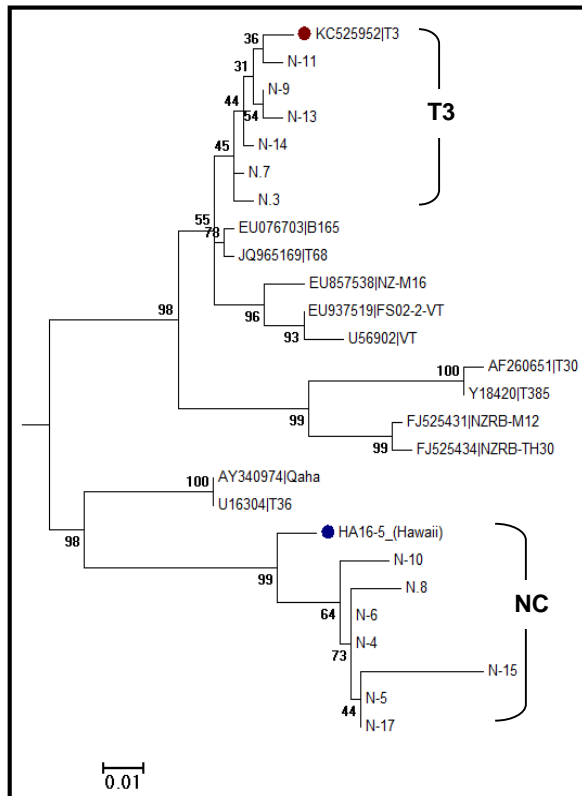 36
KC525952|T3
31
N-11
N-9
44
54
N-13
T3
N-14
45
N.7
N.3
55
78
EU076703|B165
JQ965169|T68
EU857538|NZ-M16
98
96
EU937519|FS02-2-VT
93
U56902|VT
100
AF260651|T30
Y18420|T385
99
FJ525431|NZRB-M12
99
FJ525434|NZRB-TH30
100
AY340974|Qaha
U16304|T36
98
HA16-5_(Hawaii)
99
N-10
N.8
64
N-6
NC
N-4
73
N-15
N-5
44
N-17
0.01